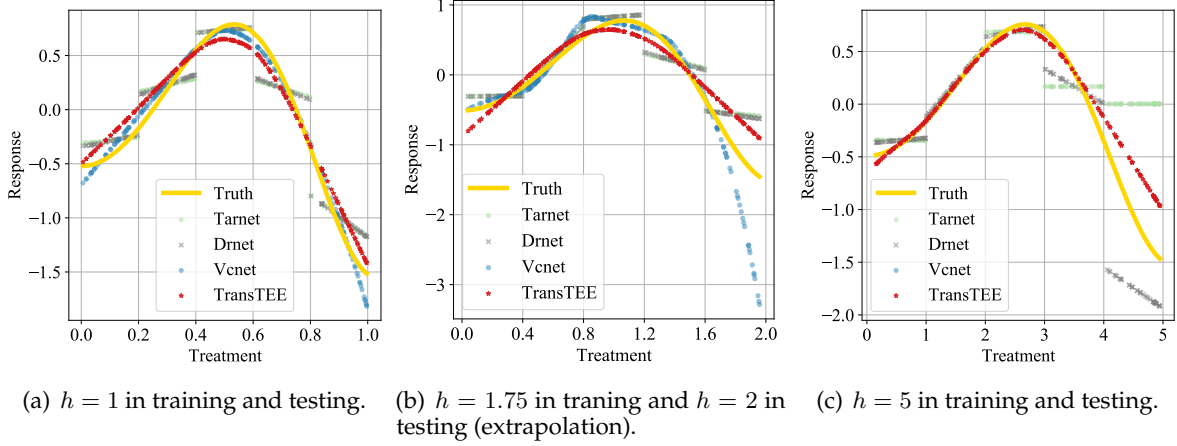 Response
0.5
0.0
−0.5
−1.0
−1.5
Truth
Tarnet
Drnet
Vcnet
TransTEE
0.0 0.2 0.4 0.6 0.8 1.0
Treatment
(a) h = 1 in training and testing.
Response
1
0
−1
−2
−3
Truth
Tarnet
Drnet
Vcnet
TransTEE
0.0 0.4 0.8 1.2 1.6 2.0
Treatment
(b) h = 1.75 in traning and h = 2 in
testing (extrapolation).
Response
0.5
0.0
−0.5
−1.0
−1.5
−2.0
Truth
Tarnet
Drnet
Vcnet
TransTEE
0 1 2 3 4 5
Treatment
(c) h = 5 in training and testing.